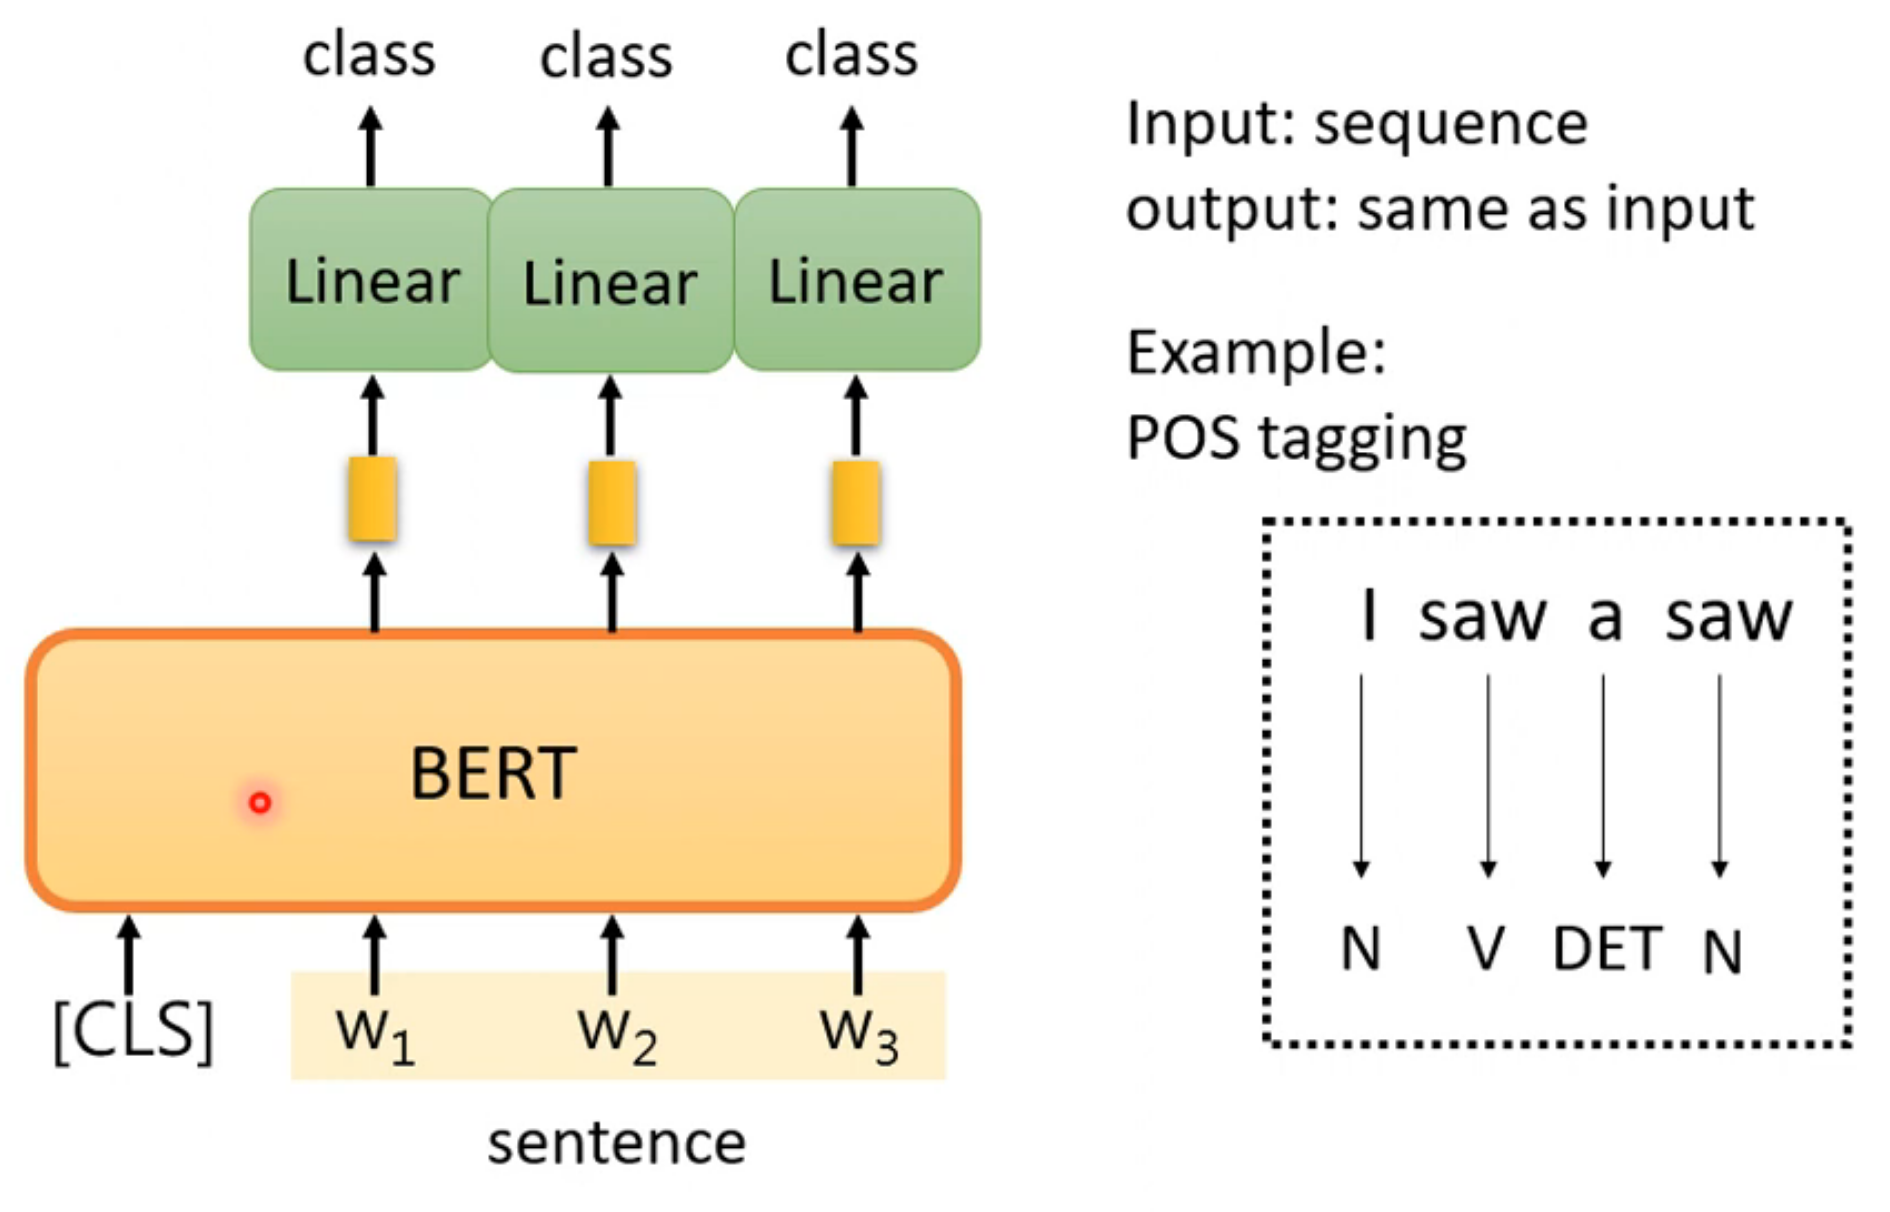 class class class
Linear Linear Linear
BERT
[CLS] w1 w2 w3
sentence
Input: sequence
output: same as input
Example:
POS tagging
I saw a saw
N V DET N